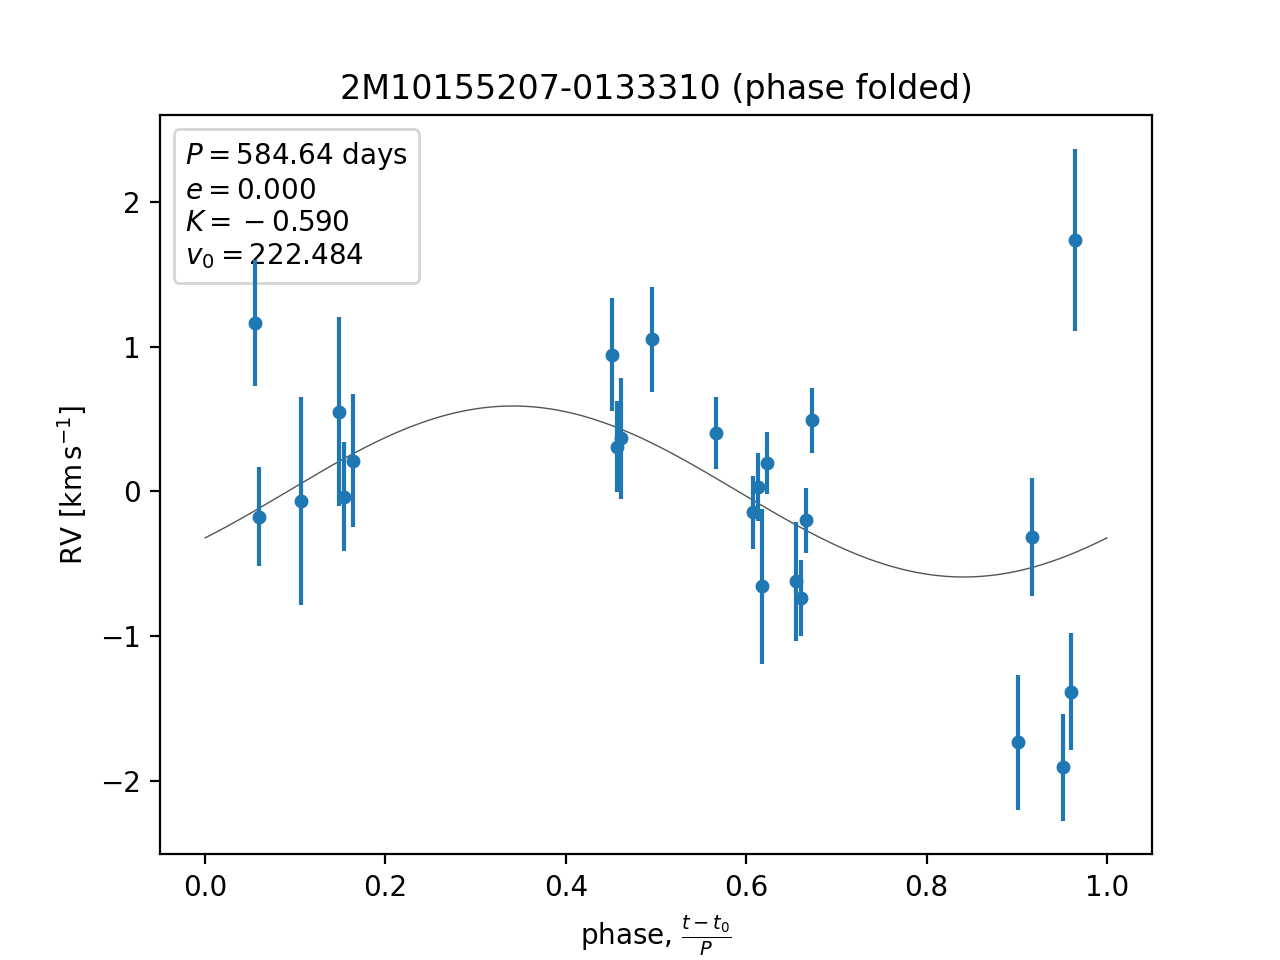 2M10155207-0133310 (phase folded)
P = 584.64 days
e = 0.000
K = −0.590
v₀ = 222.484
RV [km s⁻¹]
2
1
0
−1
−2
0.0 0.2 0.4 0.6 0.8 1.0
phase, (t − t₀)/P